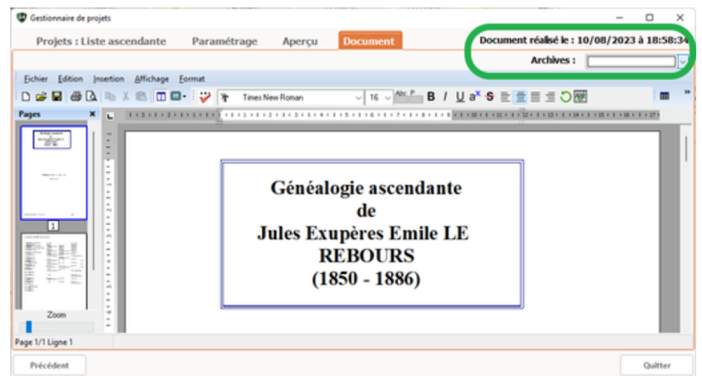 Gestionnaire de projets
Projets : Liste ascendante Paramétrage Aperçu Document
Document réalisé le : 10/08/2023 à 18:58:34
Archives :
Fichier Edition Insertion Affichage Format
Times New Roman 16 B I U S
Pages
Généalogie ascendante
de
Jules Exupères Emile LE
REBOURS
(1850 - 1886)
1
Zoom
Page 1/1 Ligne 1
Précédent Quitter